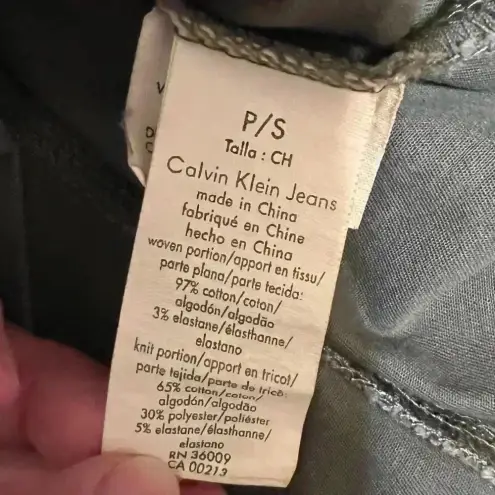 P/S
Talla : CH
Calvin Klein Jeans
made in China
fabriqué en Chine
hecho en China
woven portion/apport en tissu/
parte plana/parte tecida:
97% cotton/coton/
algodón/algodão
3% elastane/élasthanne/
elastano
knit portion/apport en tricot/
parte tejida/parte de tricô:
65% cotton/coton/
algodón/algodão
30% polyester/poliéster
5% elastane/élasthanne/
elastano
RN 36009
CA 00213